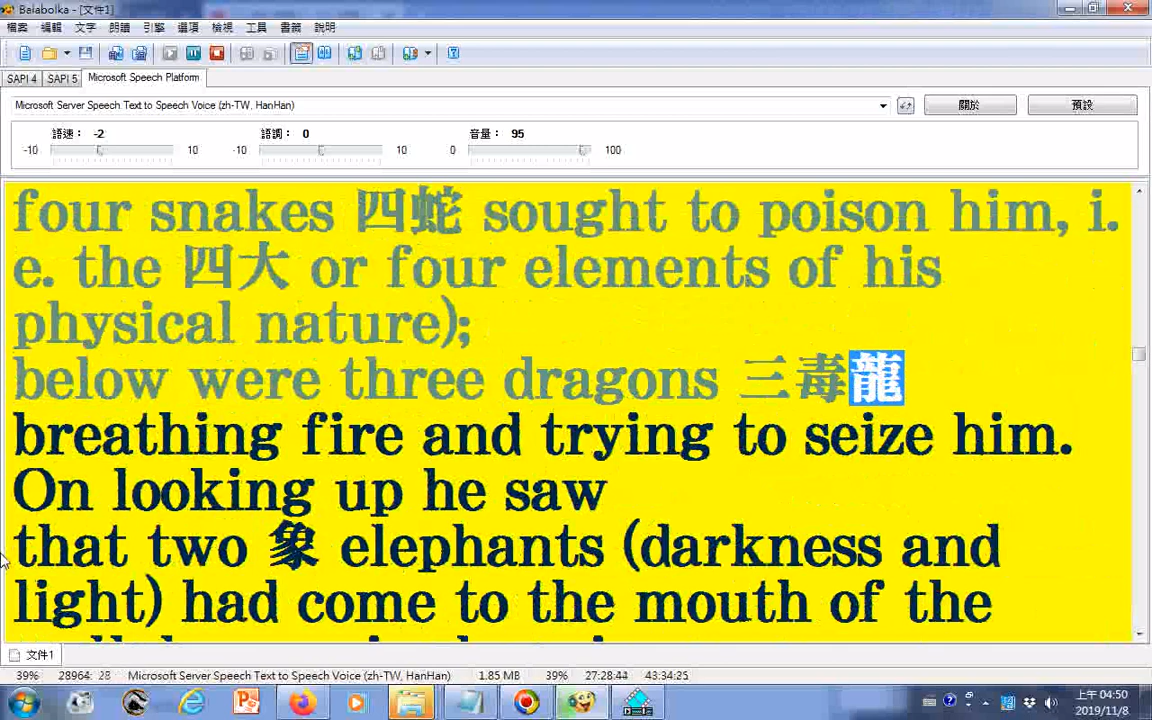 Balabolka - [文件1]
檔案 編輯 文字 朗讀 引擎 選項 檢視 工具 書籤 說明
SAPI 4 SAPI 5 Microsoft Speech Platform
Microsoft Server Speech Text to Speech Voice (zh-TW, HanHan) 關於 預設
語速： -2 語調： 0 音量： 95
-10 10 -10 10 0 100
four snakes 四蛇 sought to poison him, i.
e. the 四大 or four elements of his
physical nature);
below were three dragons 三毒龍
breathing fire and trying to seize him.
On looking up he saw
that two 象 elephants (darkness and
light) had come to the mouth of the
文件1
39% 28964: 28 Microsoft Server Speech Text to Speech Voice (zh-TW, HanHan) 1.85 MB 39% 27:28:44 43:34:25
上午 04:50
2019/11/8